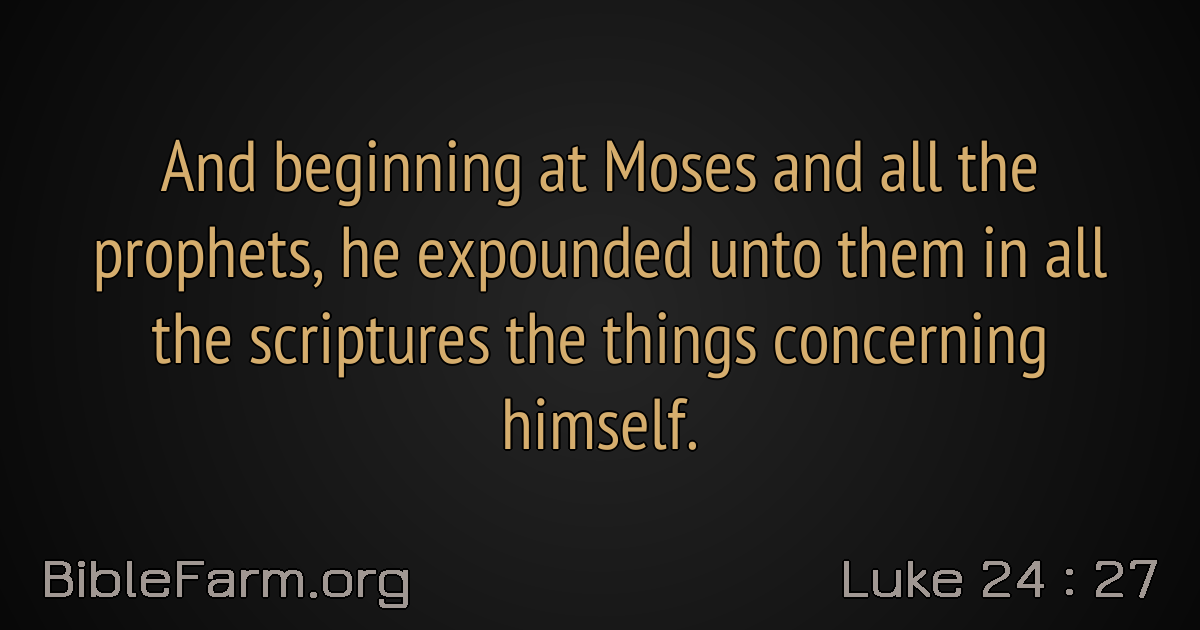 And beginning at Moses and all the
prophets, he expounded unto them in all
the scriptures the things concerning
himself.
BibleFarm.org
Luke 24 : 27